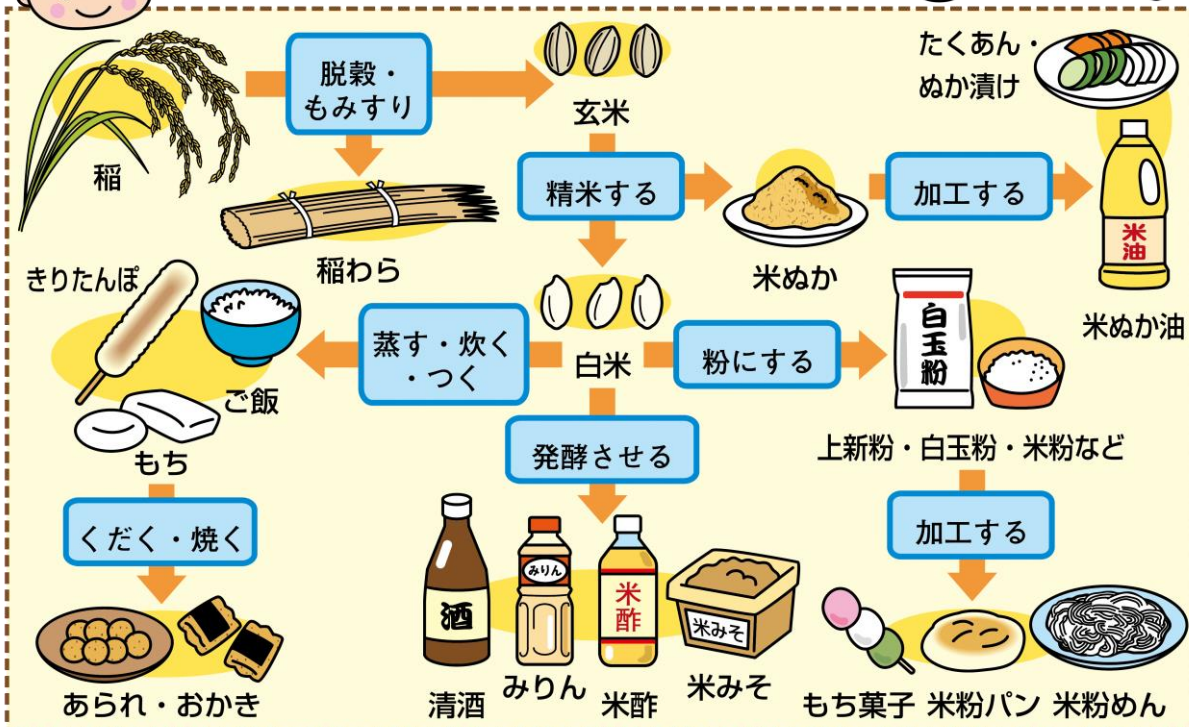 稲
脱穀・
もみすり
玄米
たくあん・
ぬか漬け
稲わら
精米する
米ぬか
加工する
米油
米ぬか油
きりたんぽ
ご飯
もち
蒸す・炊く
・つく
白米
粉にする
白玉粉
上新粉・白玉粉・米粉など
発酵させる
くだく・焼く
加工する
あられ・おかき
酒
清酒
みりん
みりん
米酢
米酢
米みそ
米みそ
もち菓子
米粉パン
米粉めん